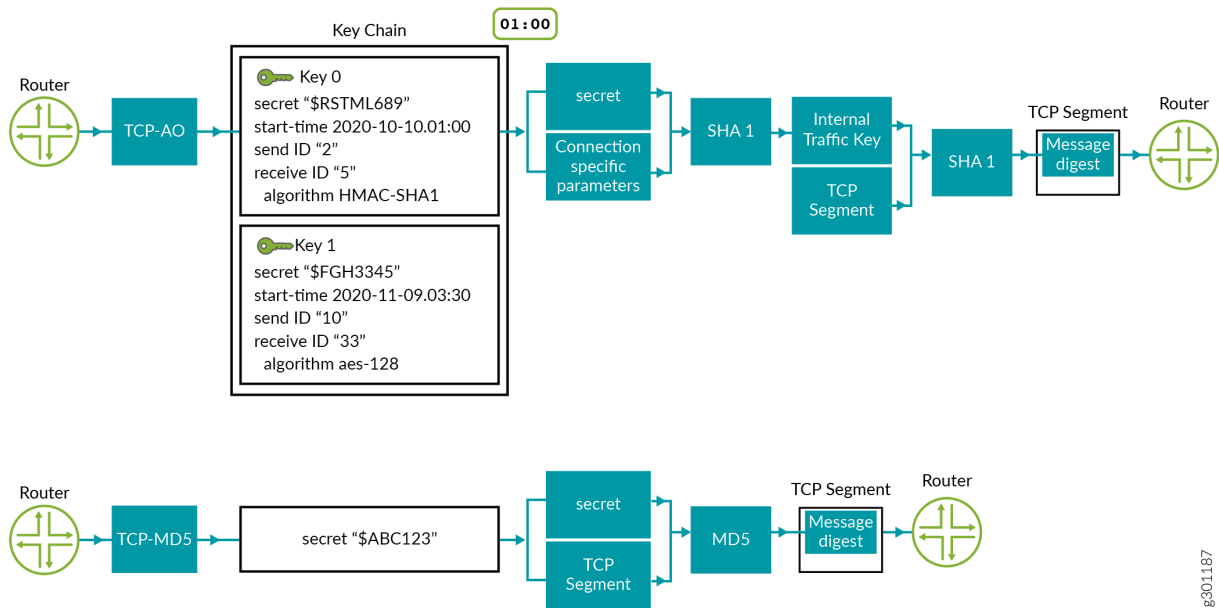 Key Chain
01:00
Router
TCP-AO
Key 0
secret “$RSTML689”
start-time 2020-10-10.01:00
send ID “2”
receive ID “5”
algorithm HMAC-SHA1
Key 1
secret “$FGH3345”
start-time 2020-11-09.03:30
send ID “10”
receive ID “33”
algorithm aes-128
secret
Connection
specific
parameters
SHA 1
Internal
Traffic Key
TCP
Segment
SHA 1
TCP Segment
Message
digest
Router
Router
TCP-MD5
secret “$ABC123”
secret
TCP
Segment
MD5
TCP Segment
Message
digest
Router
g301187